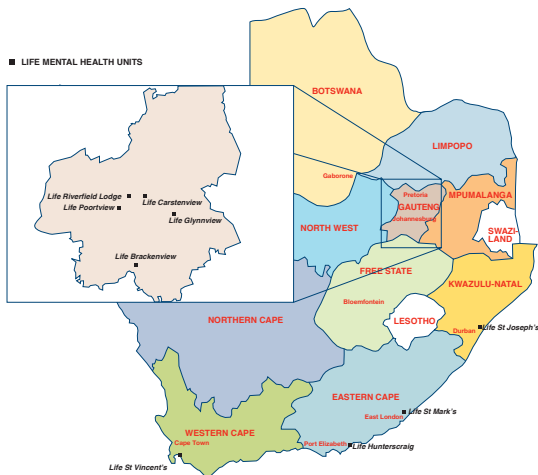 LIFE MENTAL HEALTH UNITS
BOTSWANA
LIMPOPO
Gaborone
Pretoria
MPUMALANGA
GAUTENG
Johannesburg
Life Riverfield Lodge
Life Carstenview
Life Poortview
Life Glynnview
Life Brackenview
NORTH WEST
SWAZI-
LAND
FREE STATE
KWAZULU-NATAL
Bloemfontein
NORTHERN CAPE
LESOTHO
Durban
Life St Joseph's
EASTERN CAPE
East London
Life St Mark's
WESTERN CAPE
Cape Town
Port Elizabeth
Life Hunterscraig
Life St Vincent's